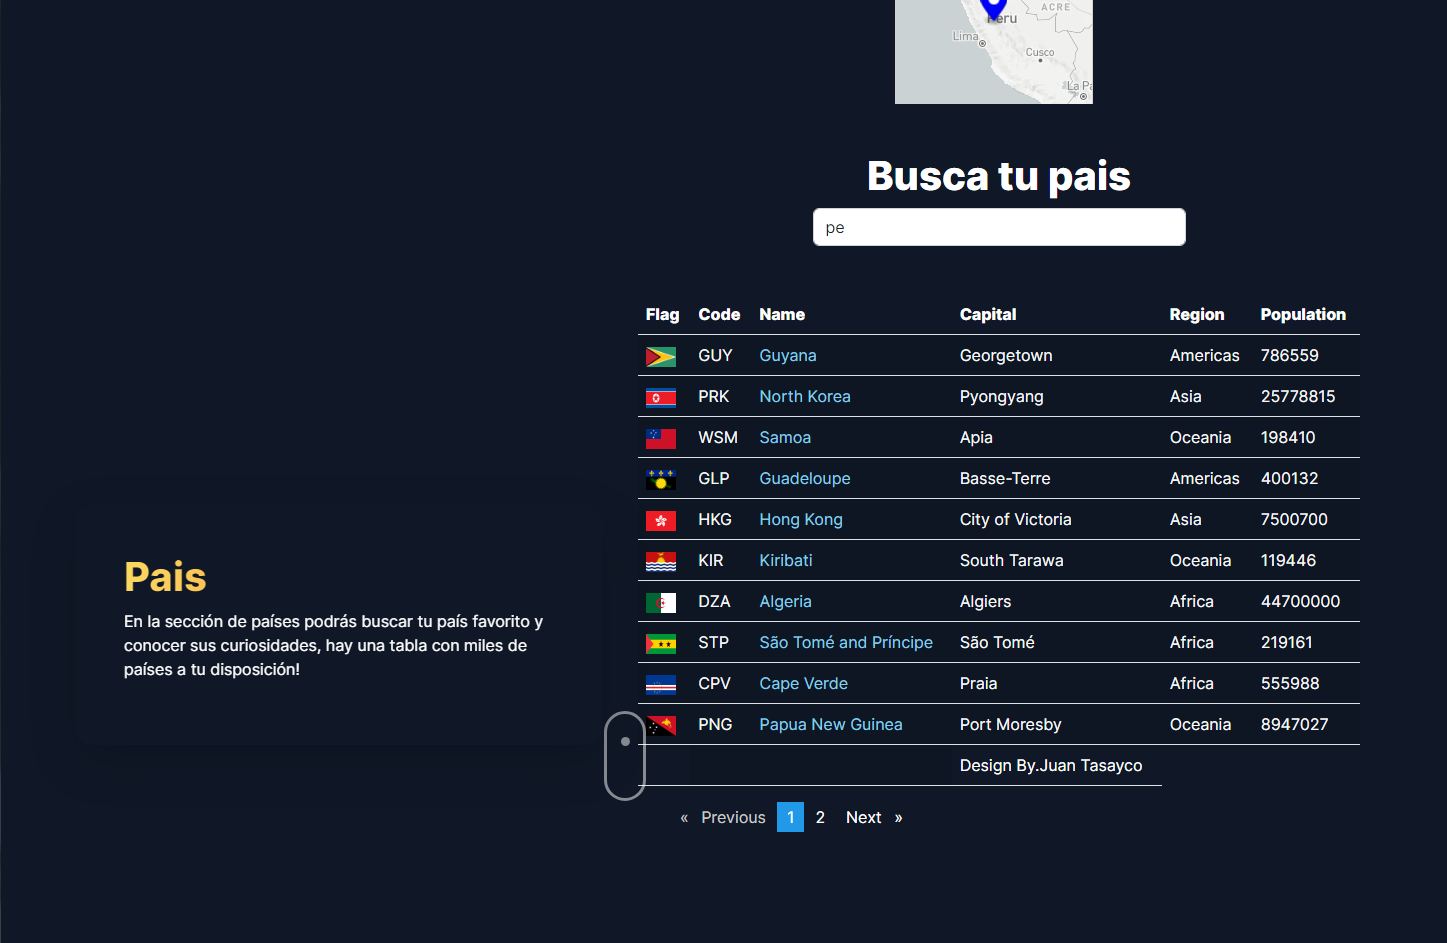 ACRE
Peru
Lima
Cusco
La Pa
Busca tu pais
pe
Flag Code Name Capital Region Population
GUY Guyana Georgetown Americas 786559
PRK North Korea Pyongyang Asia 25778815
WSM Samoa Apia Oceania 198410
GLP Guadeloupe Basse-Terre Americas 400132
HKG Hong Kong City of Victoria Asia 7500700
KIR Kiribati South Tarawa Oceania 119446
DZA Algeria Algiers Africa 44700000
STP São Tomé and Príncipe São Tomé Africa 219161
CPV Cape Verde Praia Africa 555988
PNG Papua New Guinea Port Moresby Oceania 8947027
Design By.Juan Tasayco
« Previous 1 2 Next »
Pais
En la sección de países podrás buscar tu país favorito y
conocer sus curiosidades, hay una tabla con miles de
países a tu disposición!